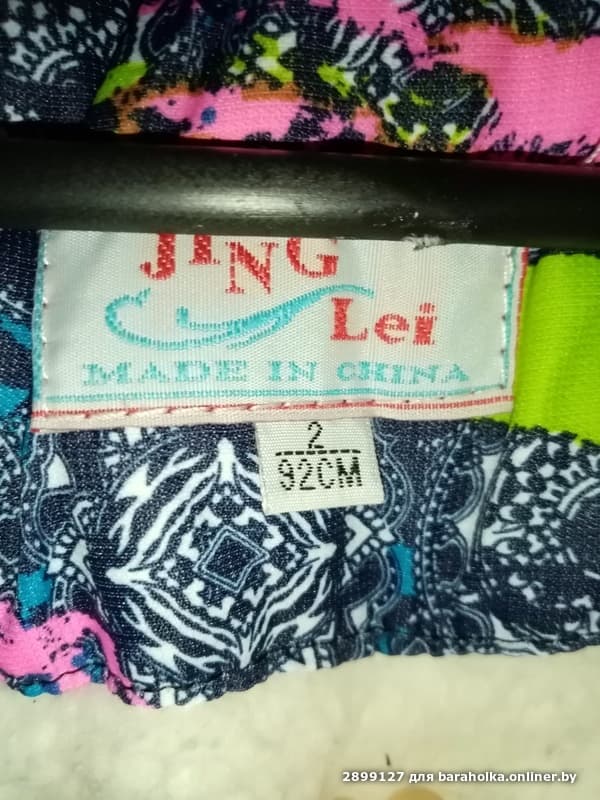 JING
Lei
MADE IN CHINA
2
92CM
2899127 для baraholka.onliner.by